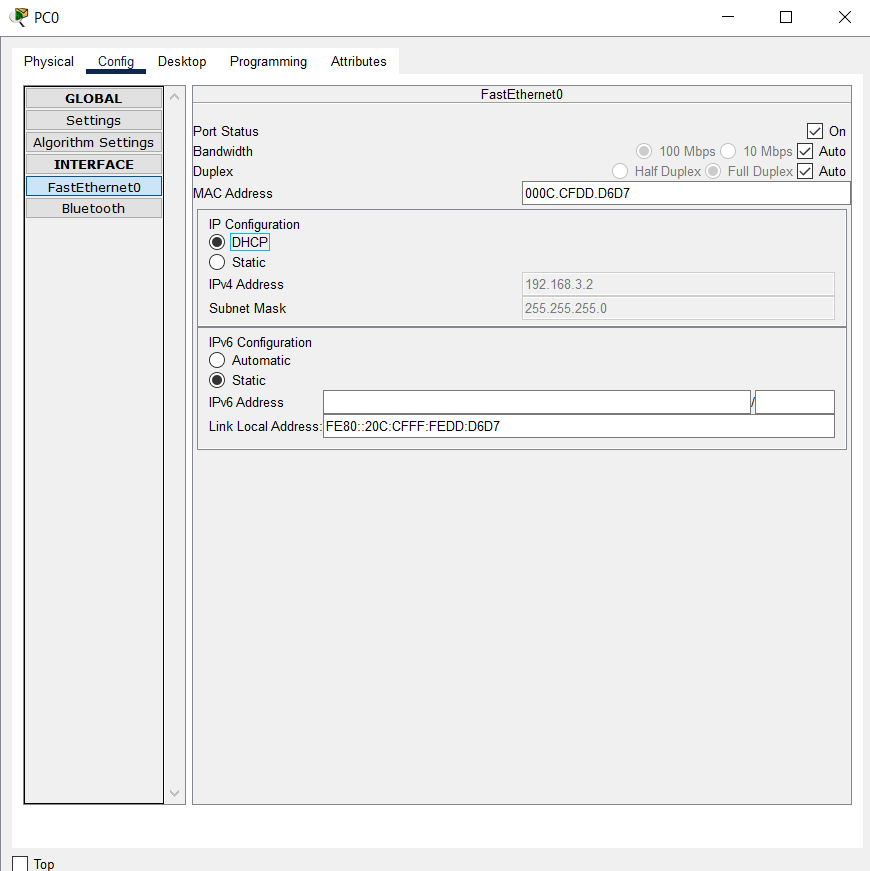 PC0
Physical Config Desktop Programming Attributes
GLOBAL
Settings
Algorithm Settings
INTERFACE
FastEthernet0
Bluetooth
FastEthernet0
Port Status On
Bandwidth 100 Mbps 10 Mbps Auto
Duplex Half Duplex Full Duplex Auto
MAC Address 000C.CFDD.D6D7
IP Configuration
DHCP
Static
IPv4 Address 192.168.3.2
Subnet Mask 255.255.255.0
IPv6 Configuration
Automatic
Static
IPv6 Address /
Link Local Address: FE80::20C:CFFF:FEDD:D6D7
Top